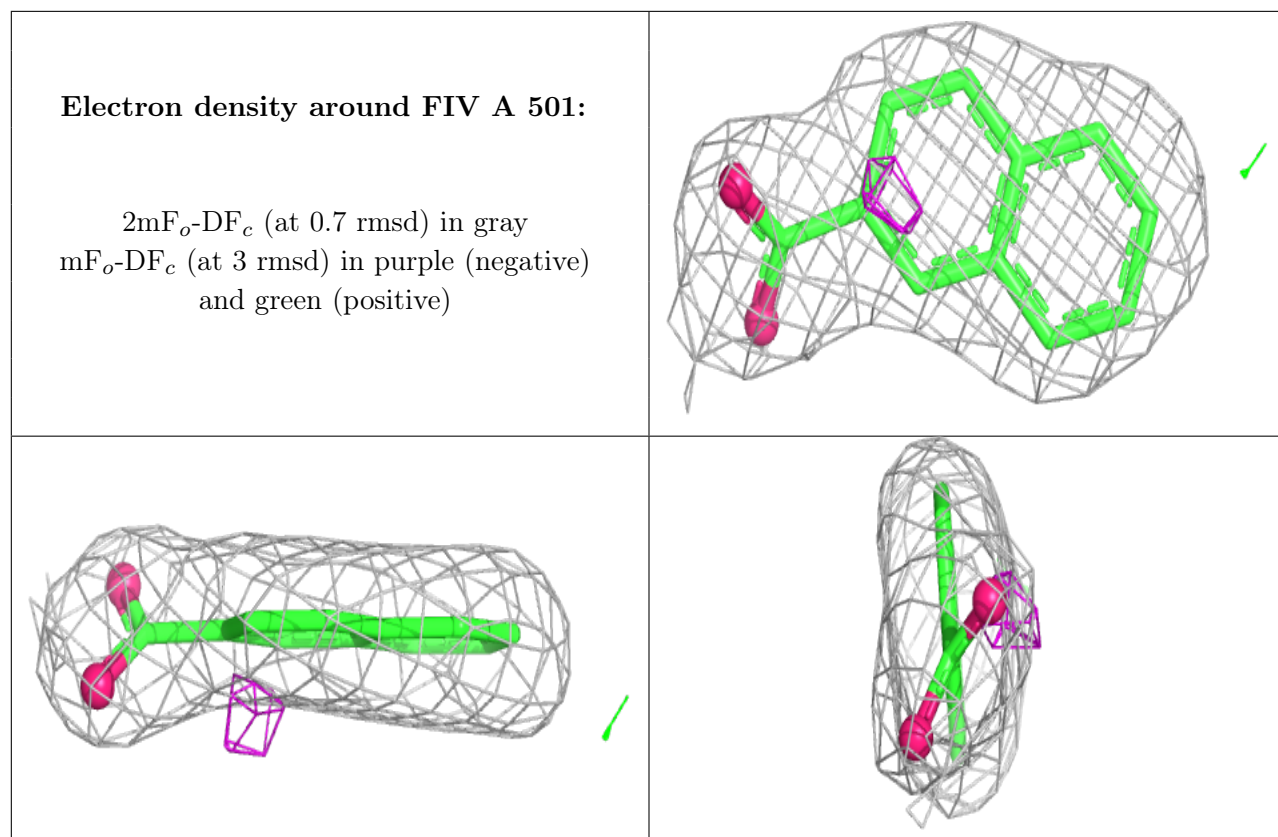 Electron density around FIV A 501:
2mFₒ-DF𝒸 (at 0.7 rmsd) in gray
mFₒ-DF𝒸 (at 3 rmsd) in purple (negative)
and green (positive)